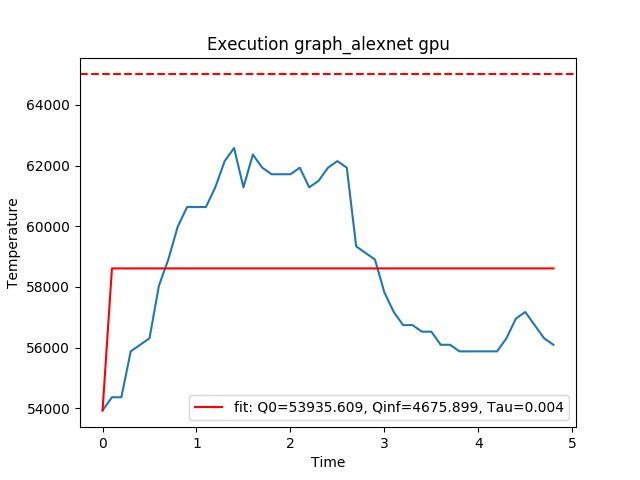 Execution graph_alexnet gpu
64000
62000
60000
58000
56000
54000
Temperature
fit: Q0=53935.609, Qinf=4675.899, Tau=0.004
0 1 2 3 4 5
Time